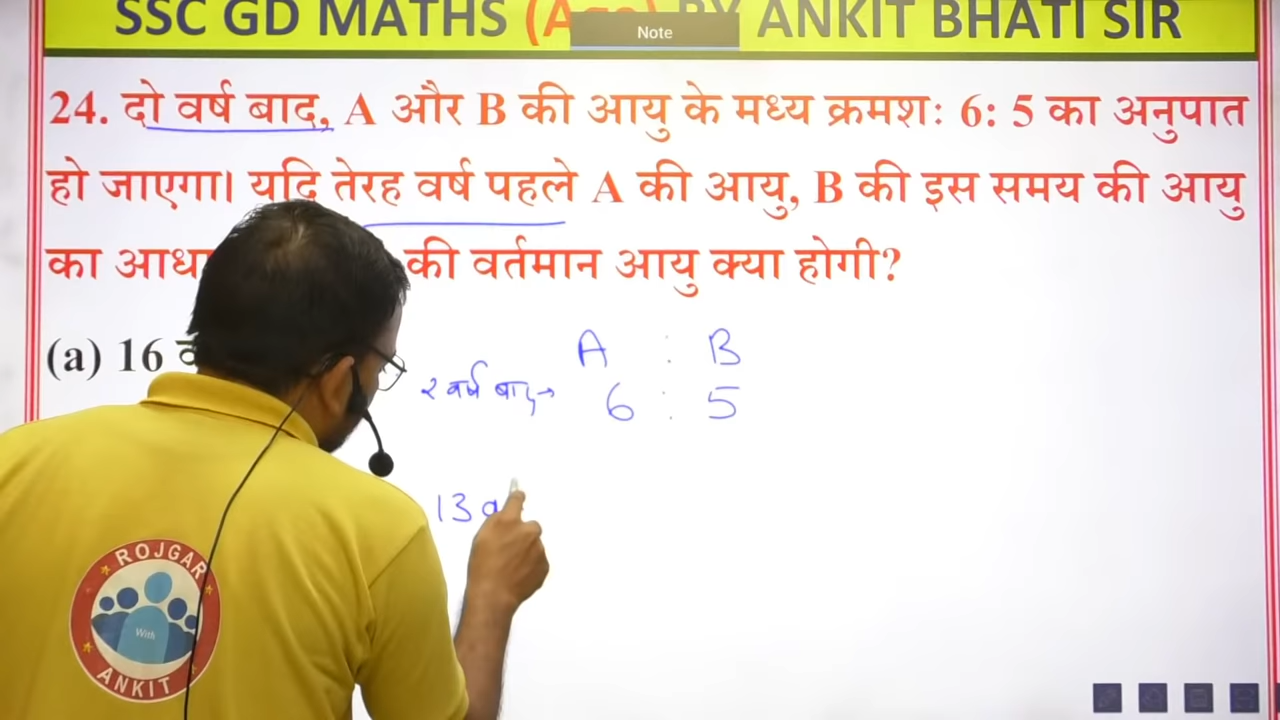 SSC GD MATHS (Age) BY ANKIT BHATI SIR
Note
24. दो वर्ष बाद, A और B की आयु के मध्य क्रमशः 6: 5 का अनुपात
हो जाएगा। यदि तेरह वर्ष पहले A की आयु, B की इस समय की आयु
का आधा की वर्तमान आयु क्या होगी?
(a) 16
A : B
2 वर्ष बाद→ 6 : 5
13 व
ROJGAR
With
ANKIT